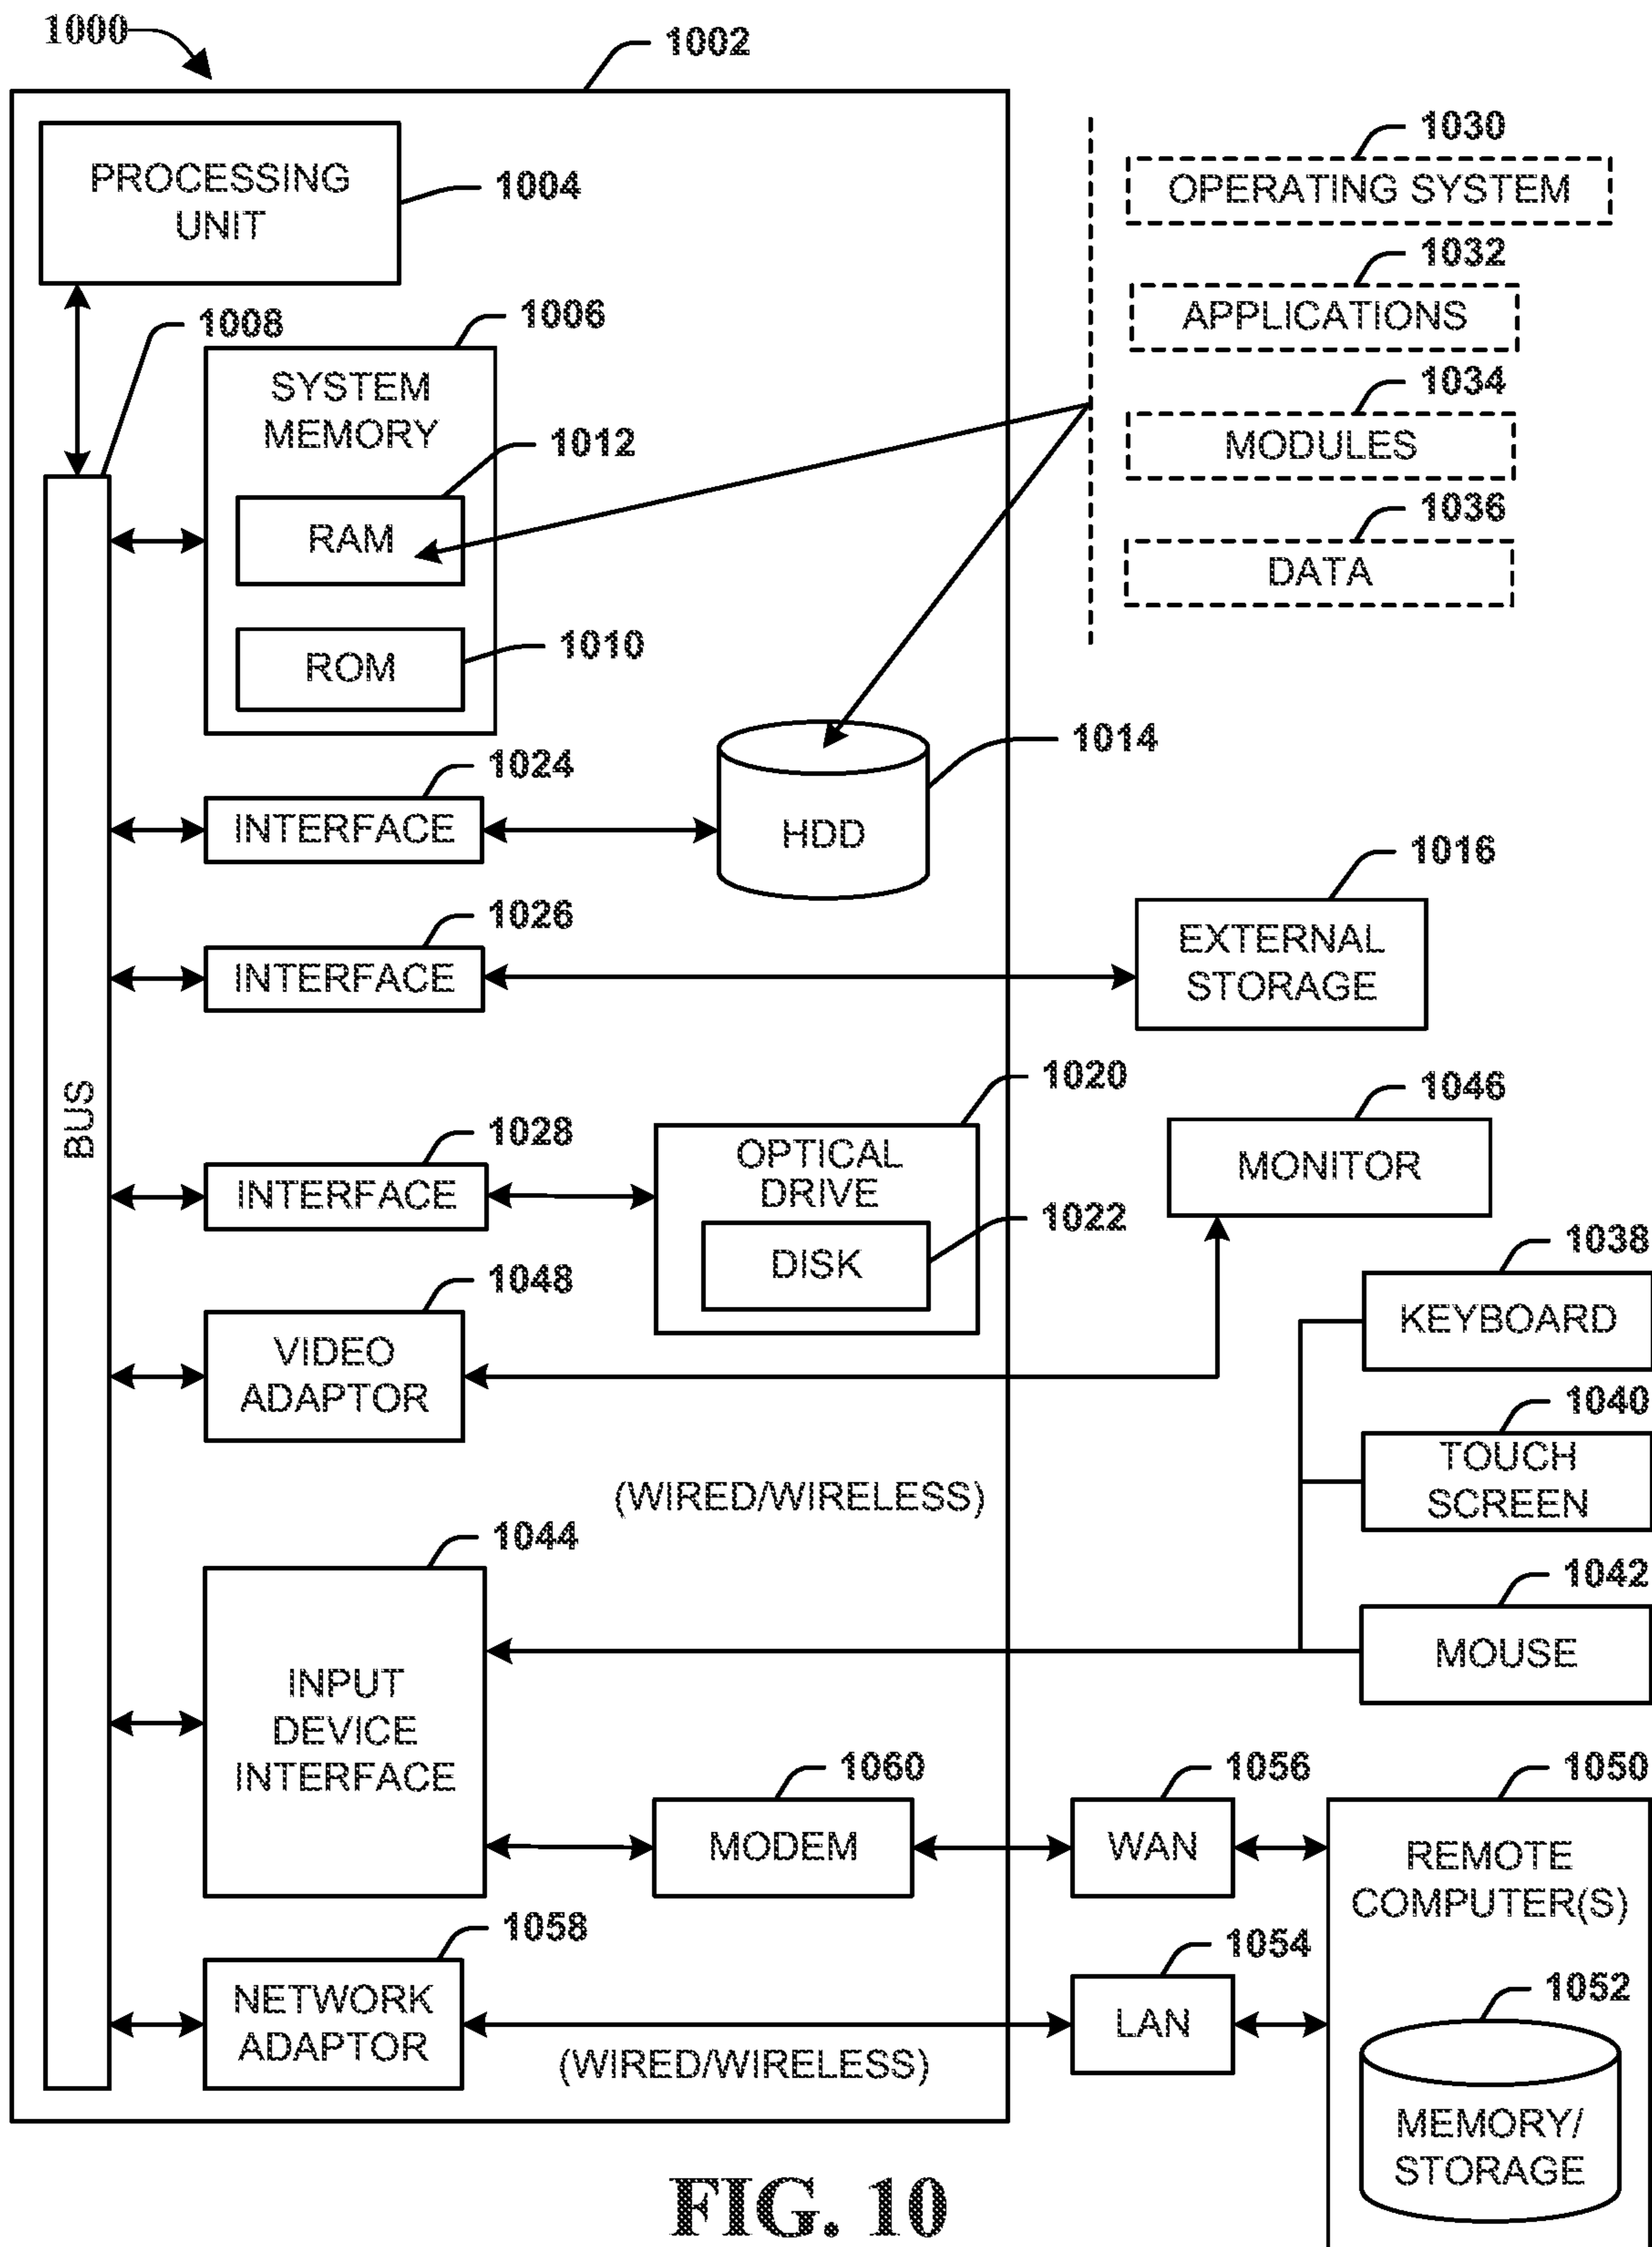 1000
1002
PROCESSING
UNIT
1004
1030
OPERATING SYSTEM
1032
APPLICATIONS
1034
MODULES
1036
DATA
1008
1006
SYSTEM
MEMORY
1012
RAM
1010
ROM
1024
INTERFACE
1014
HDD
1026
INTERFACE
1016
EXTERNAL
STORAGE
BUS
1028
INTERFACE
1020
OPTICAL
DRIVE
1022
DISK
1046
MONITOR
1048
VIDEO
ADAPTOR
1038
KEYBOARD
1040
TOUCH
SCREEN
(WIRED/WIRELESS)
1044
INPUT
DEVICE
INTERFACE
1042
MOUSE
1060
MODEM
1056
WAN
1050
REMOTE
COMPUTER(S)
1058
NETWORK
ADAPTOR
(WIRED/WIRELESS)
1054
LAN
1052
MEMORY/
STORAGE
FIG. 10